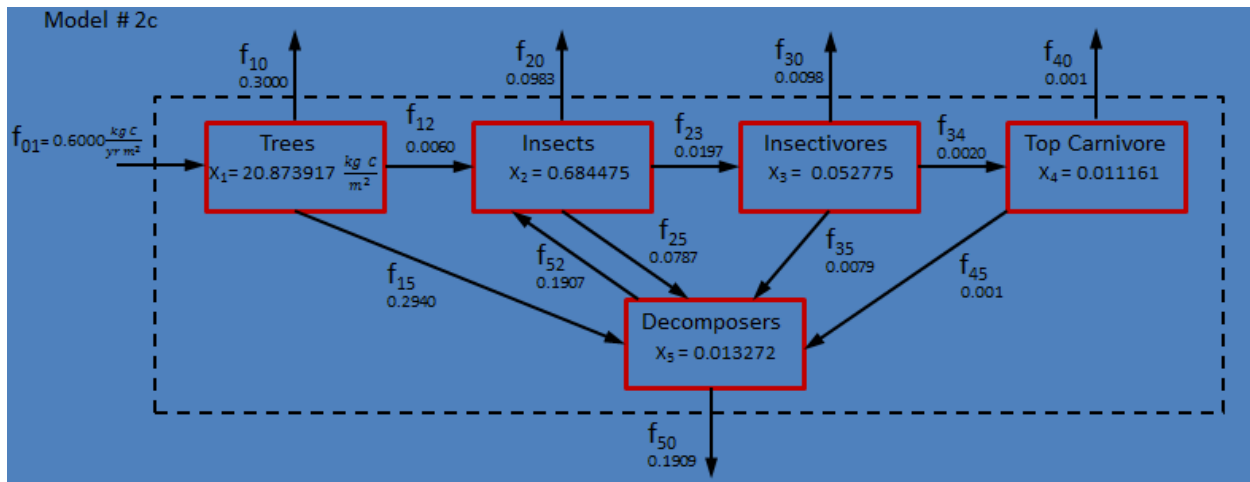 Model # 2c
f10
0.3000
f20
0.0983
f30
0.0098
f40
0.001
f01= 0.6000 kg C / yr m²
Trees
X1= 20.873917 kg C / m²
f12
0.0060
Insects
X2 = 0.684475
f23
0.0197
Insectivores
X3 = 0.052775
f34
0.0020
Top Carnivore
X4 = 0.011161
f15
0.2940
f52
0.1907
f25
0.0787
f35
0.0079
f45
0.001
Decomposers
X5 = 0.013272
f50
0.1909